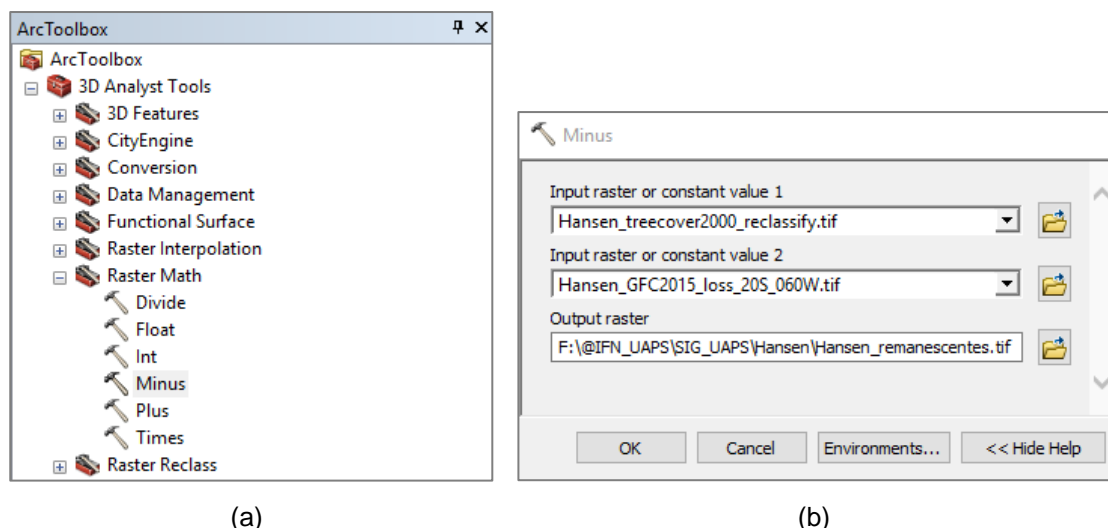 ArcToolbox
ArcToolbox
3D Analyst Tools
3D Features
CityEngine
Conversion
Data Management
Functional Surface
Raster Interpolation
Raster Math
Divide
Float
Int
Minus
Plus
Times
Raster Reclass
(a)
Minus
Input raster or constant value 1
Hansen_treecover2000_reclassify.tif
Input raster or constant value 2
Hansen_GFC2015_loss_20S_060W.tif
Output raster
F:\@IFN_UAPS\SIG_UAPS\Hansen\Hansen_remanescentes.tif
OK Cancel Environments... << Hide Help
(b)